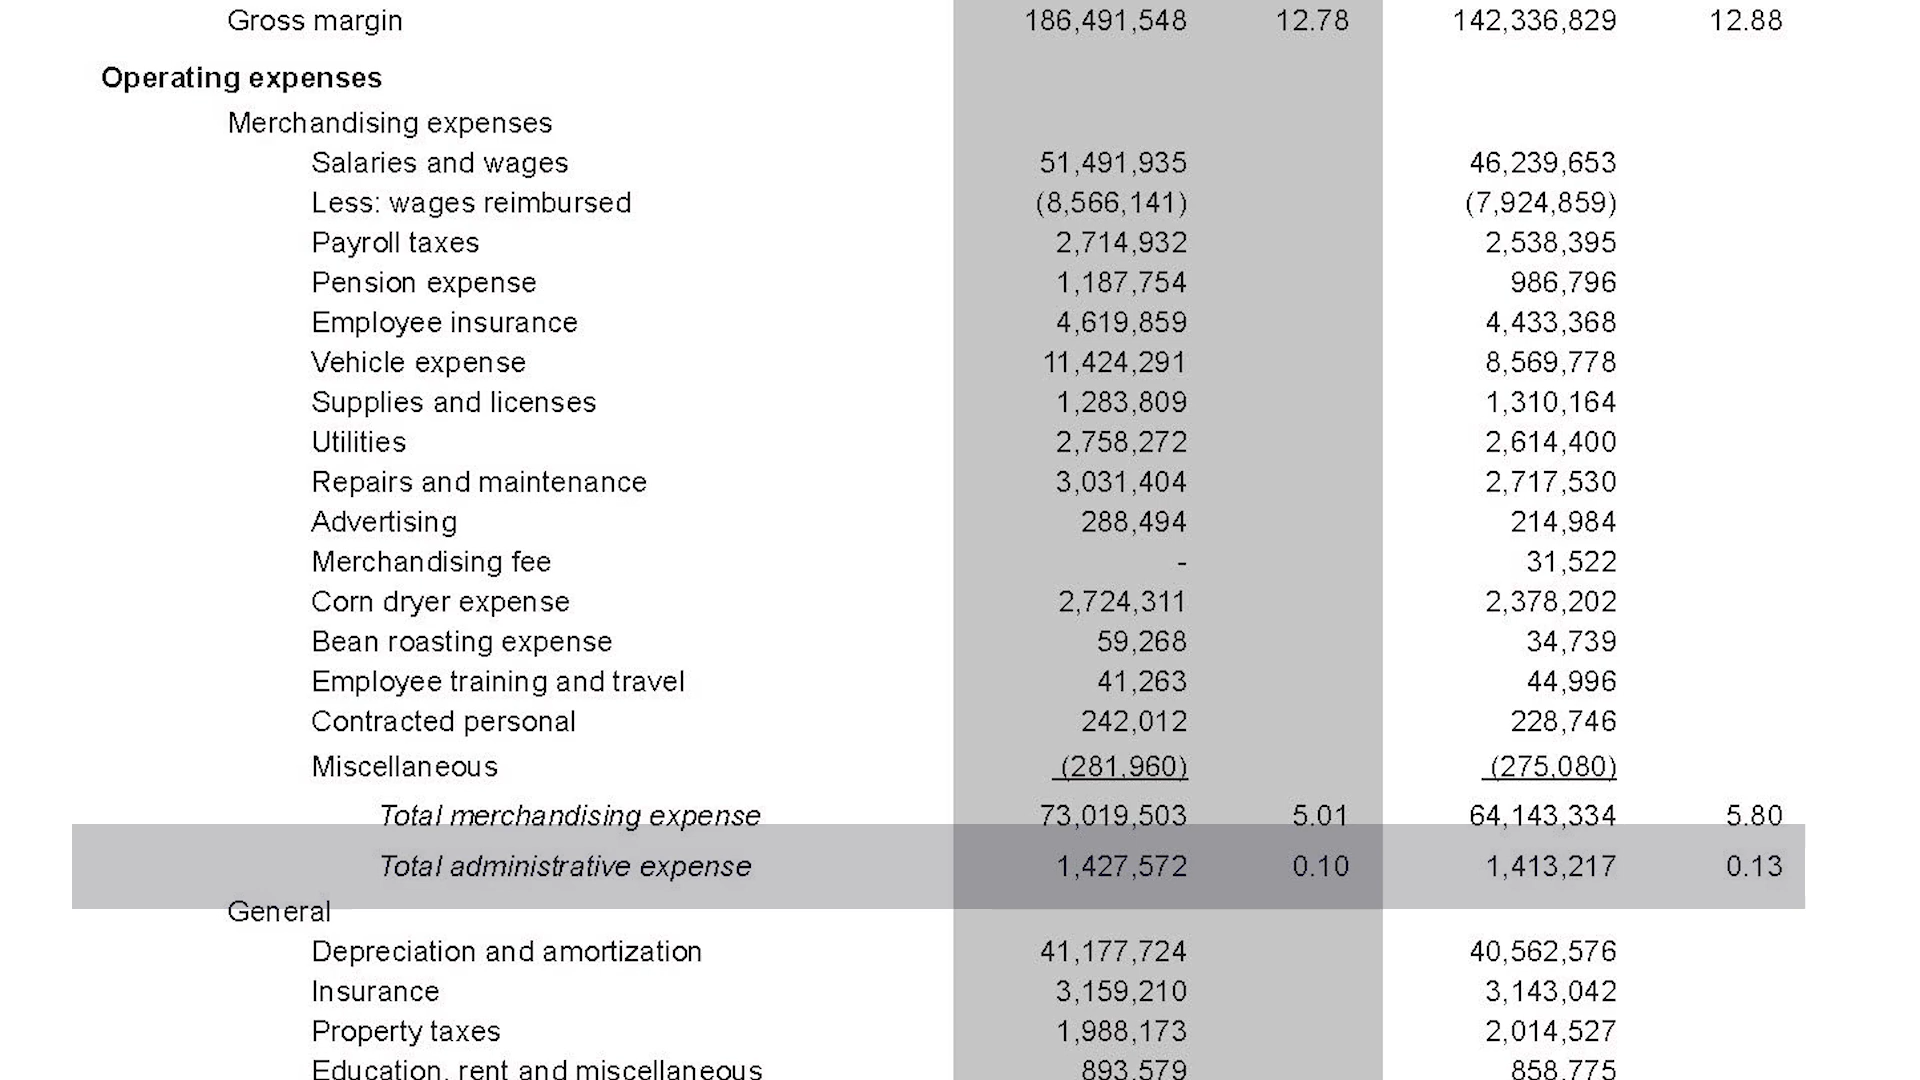 Gross margin 186,491,548 12.78 142,336,829 12.88
Operating expenses
Merchandising expenses
Salaries and wages 51,491,935 46,239,653
Less: wages reimbursed (8,566,141) (7,924,859)
Payroll taxes 2,714,932 2,538,395
Pension expense 1,187,754 986,796
Employee insurance 4,619,859 4,433,368
Vehicle expense 11,424,291 8,569,778
Supplies and licenses 1,283,809 1,310,164
Utilities 2,758,272 2,614,400
Repairs and maintenance 3,031,404 2,717,530
Advertising 288,494 214,984
Merchandising fee - 31,522
Corn dryer expense 2,724,311 2,378,202
Bean roasting expense 59,268 34,739
Employee training and travel 41,263 44,996
Contracted personal 242,012 228,746
Miscellaneous (281,960) (275,080)
Total merchandising expense 73,019,503 5.01 64,143,334 5.80
Total administrative expense 1,427,572 0.10 1,413,217 0.13
General
Depreciation and amortization 41,177,724 40,562,576
Insurance 3,159,210 3,143,042
Property taxes 1,988,173 2,014,527
Education, rent and miscellaneous 893,579 858,775